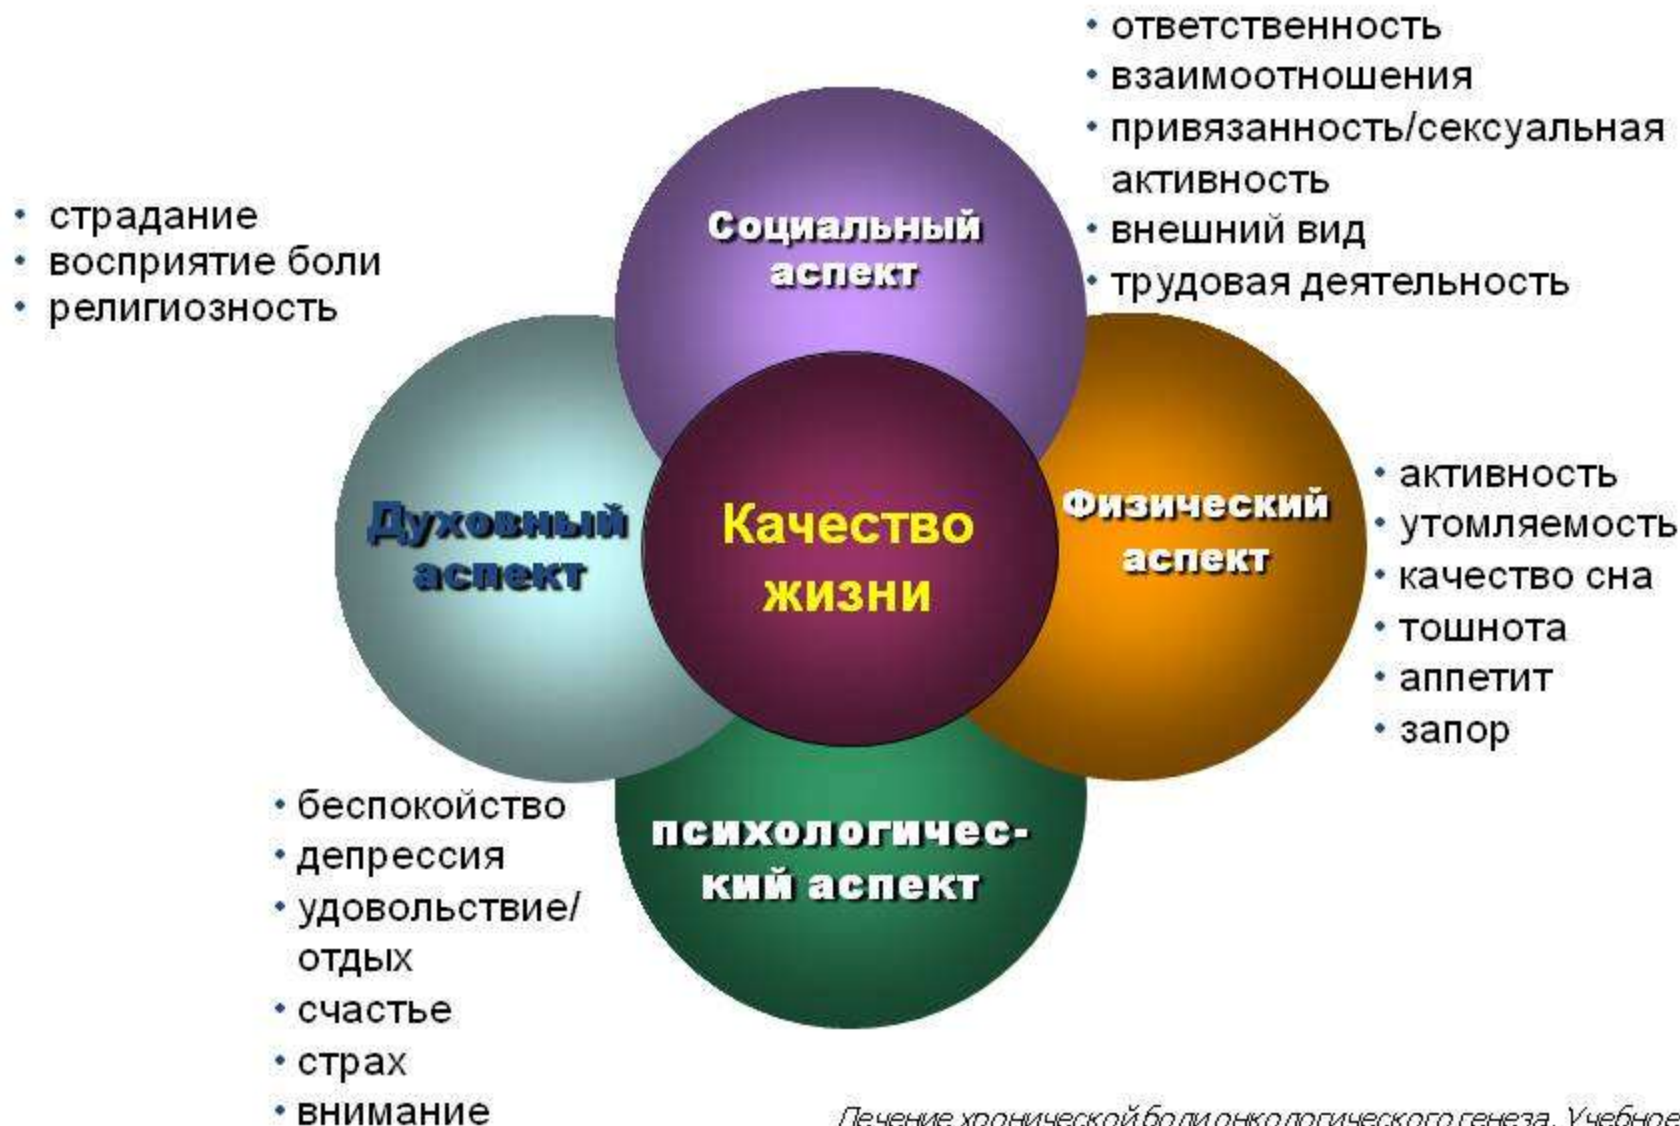 • ответственность
• взаимоотношения
• привязанность/сексуальная
активность
• внешний вид
• трудовая деятельность
• страдание
• восприятие боли
• религиозность
Социальный
аспект
Духовный
аспект
Качество
жизни
Физический
аспект
• активность
• утомляемость
• качество сна
• тошнота
• аппетит
• запор
психологичес-
кий аспект
• беспокойство
• депрессия
• удовольствие/
отдых
• счастье
• страх
• внимание
Лечение хронической боли онкологического генеза. Учебное